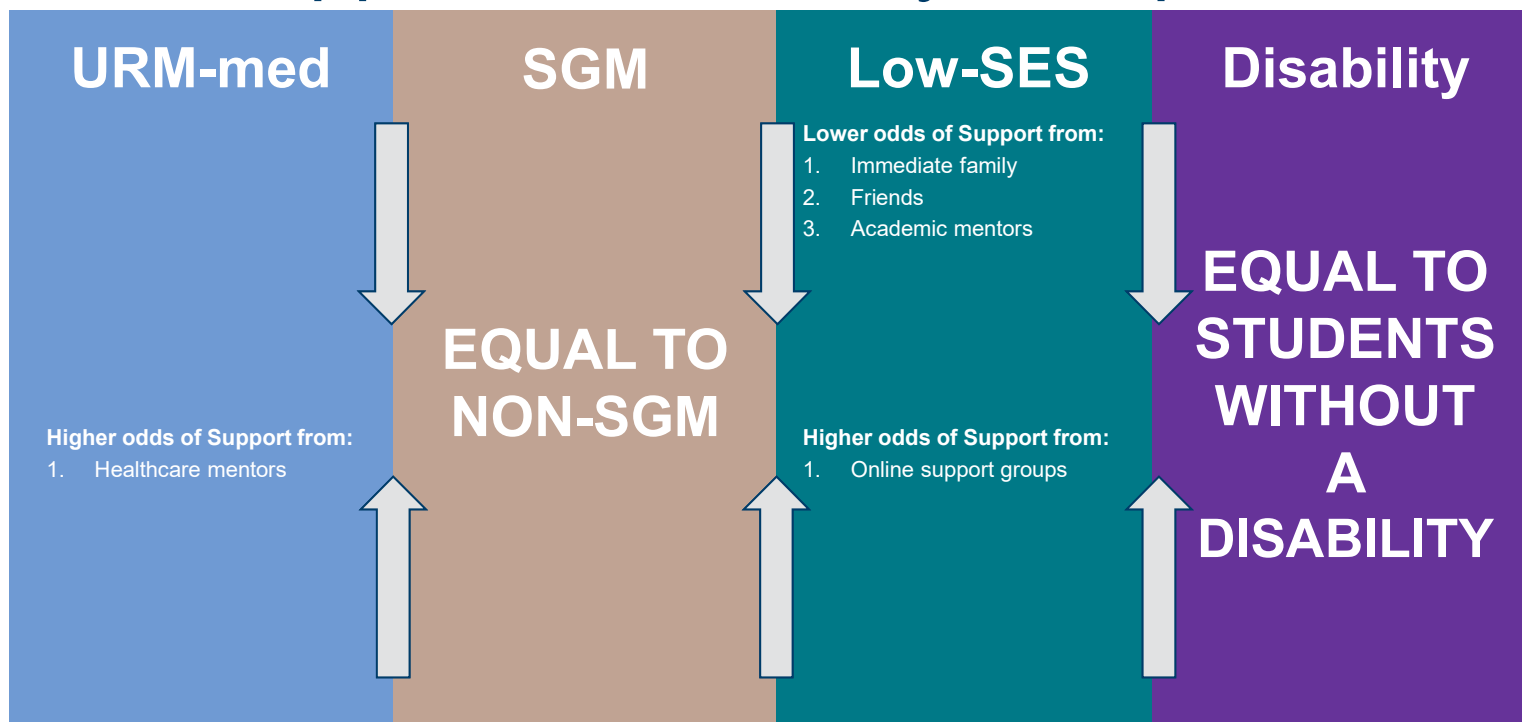 URM-med
Higher odds of Support from:
1. Healthcare mentors
SGM
EQUAL TO
NON-SGM
Low-SES
Lower odds of Support from:
1. Immediate family
2. Friends
3. Academic mentors
Higher odds of Support from:
1. Online support groups
Disability
EQUAL TO
STUDENTS
WITHOUT
A
DISABILITY